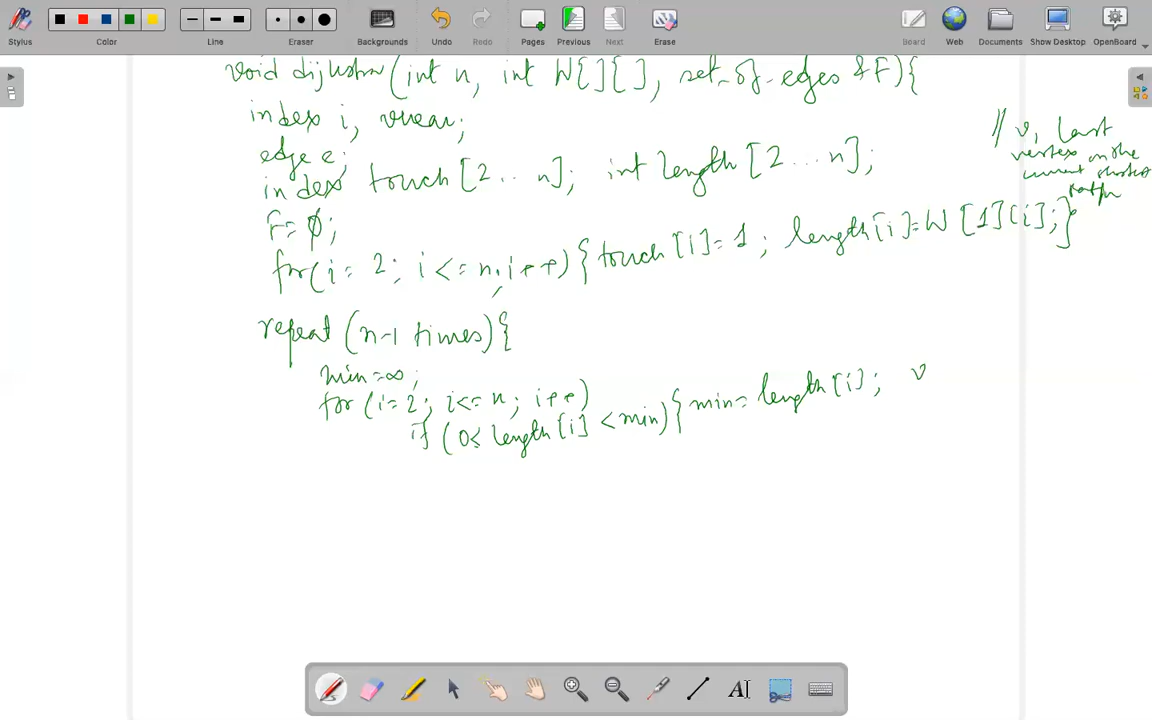 Stylus Color Line Eraser Backgrounds Undo Redo Pages Previous Next Erase Board Web Documents Show Desktop OpenBoard
void dijkstra (int n, int W[][], set_of_edges &F){
index i, vnear;
edge e;
// v1 last
vertex on the
current shortest
path
index touch [2...n]; int length [2...n];
F=∅;
for (i = 2; i <= n; i++) {touch [i]=1; length[i]=W[1][i];}
repeat (n-1 times){
min=∞;
for (i=2; i<=n; i++)
if (0≤ length[i] <min){min=length[i]; v